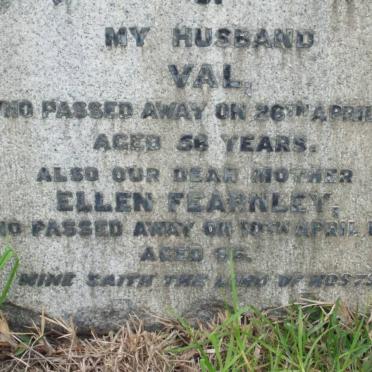 OF
MY HUSBAND
VAL,
WHO PASSED AWAY ON 26TH APRIL
AGED 56 YEARS.
ALSO OUR DEAR MOTHER
ELLEN FEARNLEY,
WHO PASSED AWAY ON 10TH APRIL
AGED
MINE SAITH THE LORD OF HOSTS